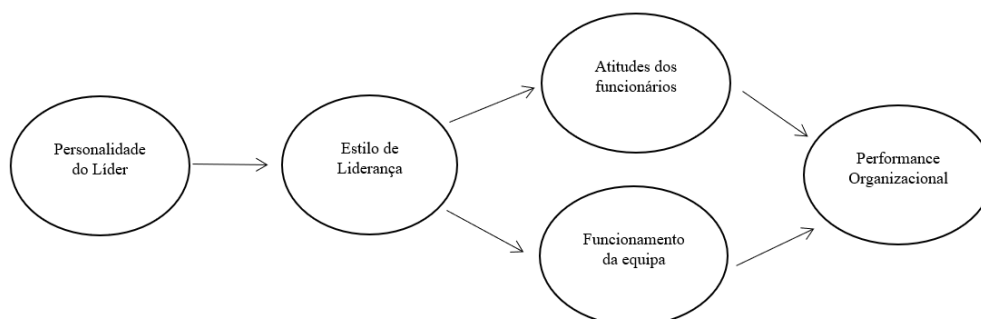 Personalidade
do Líder
Estilo de
Liderança
Atitudes dos
funcionários
Funcionamento
da equipa
Performance
Organizacional